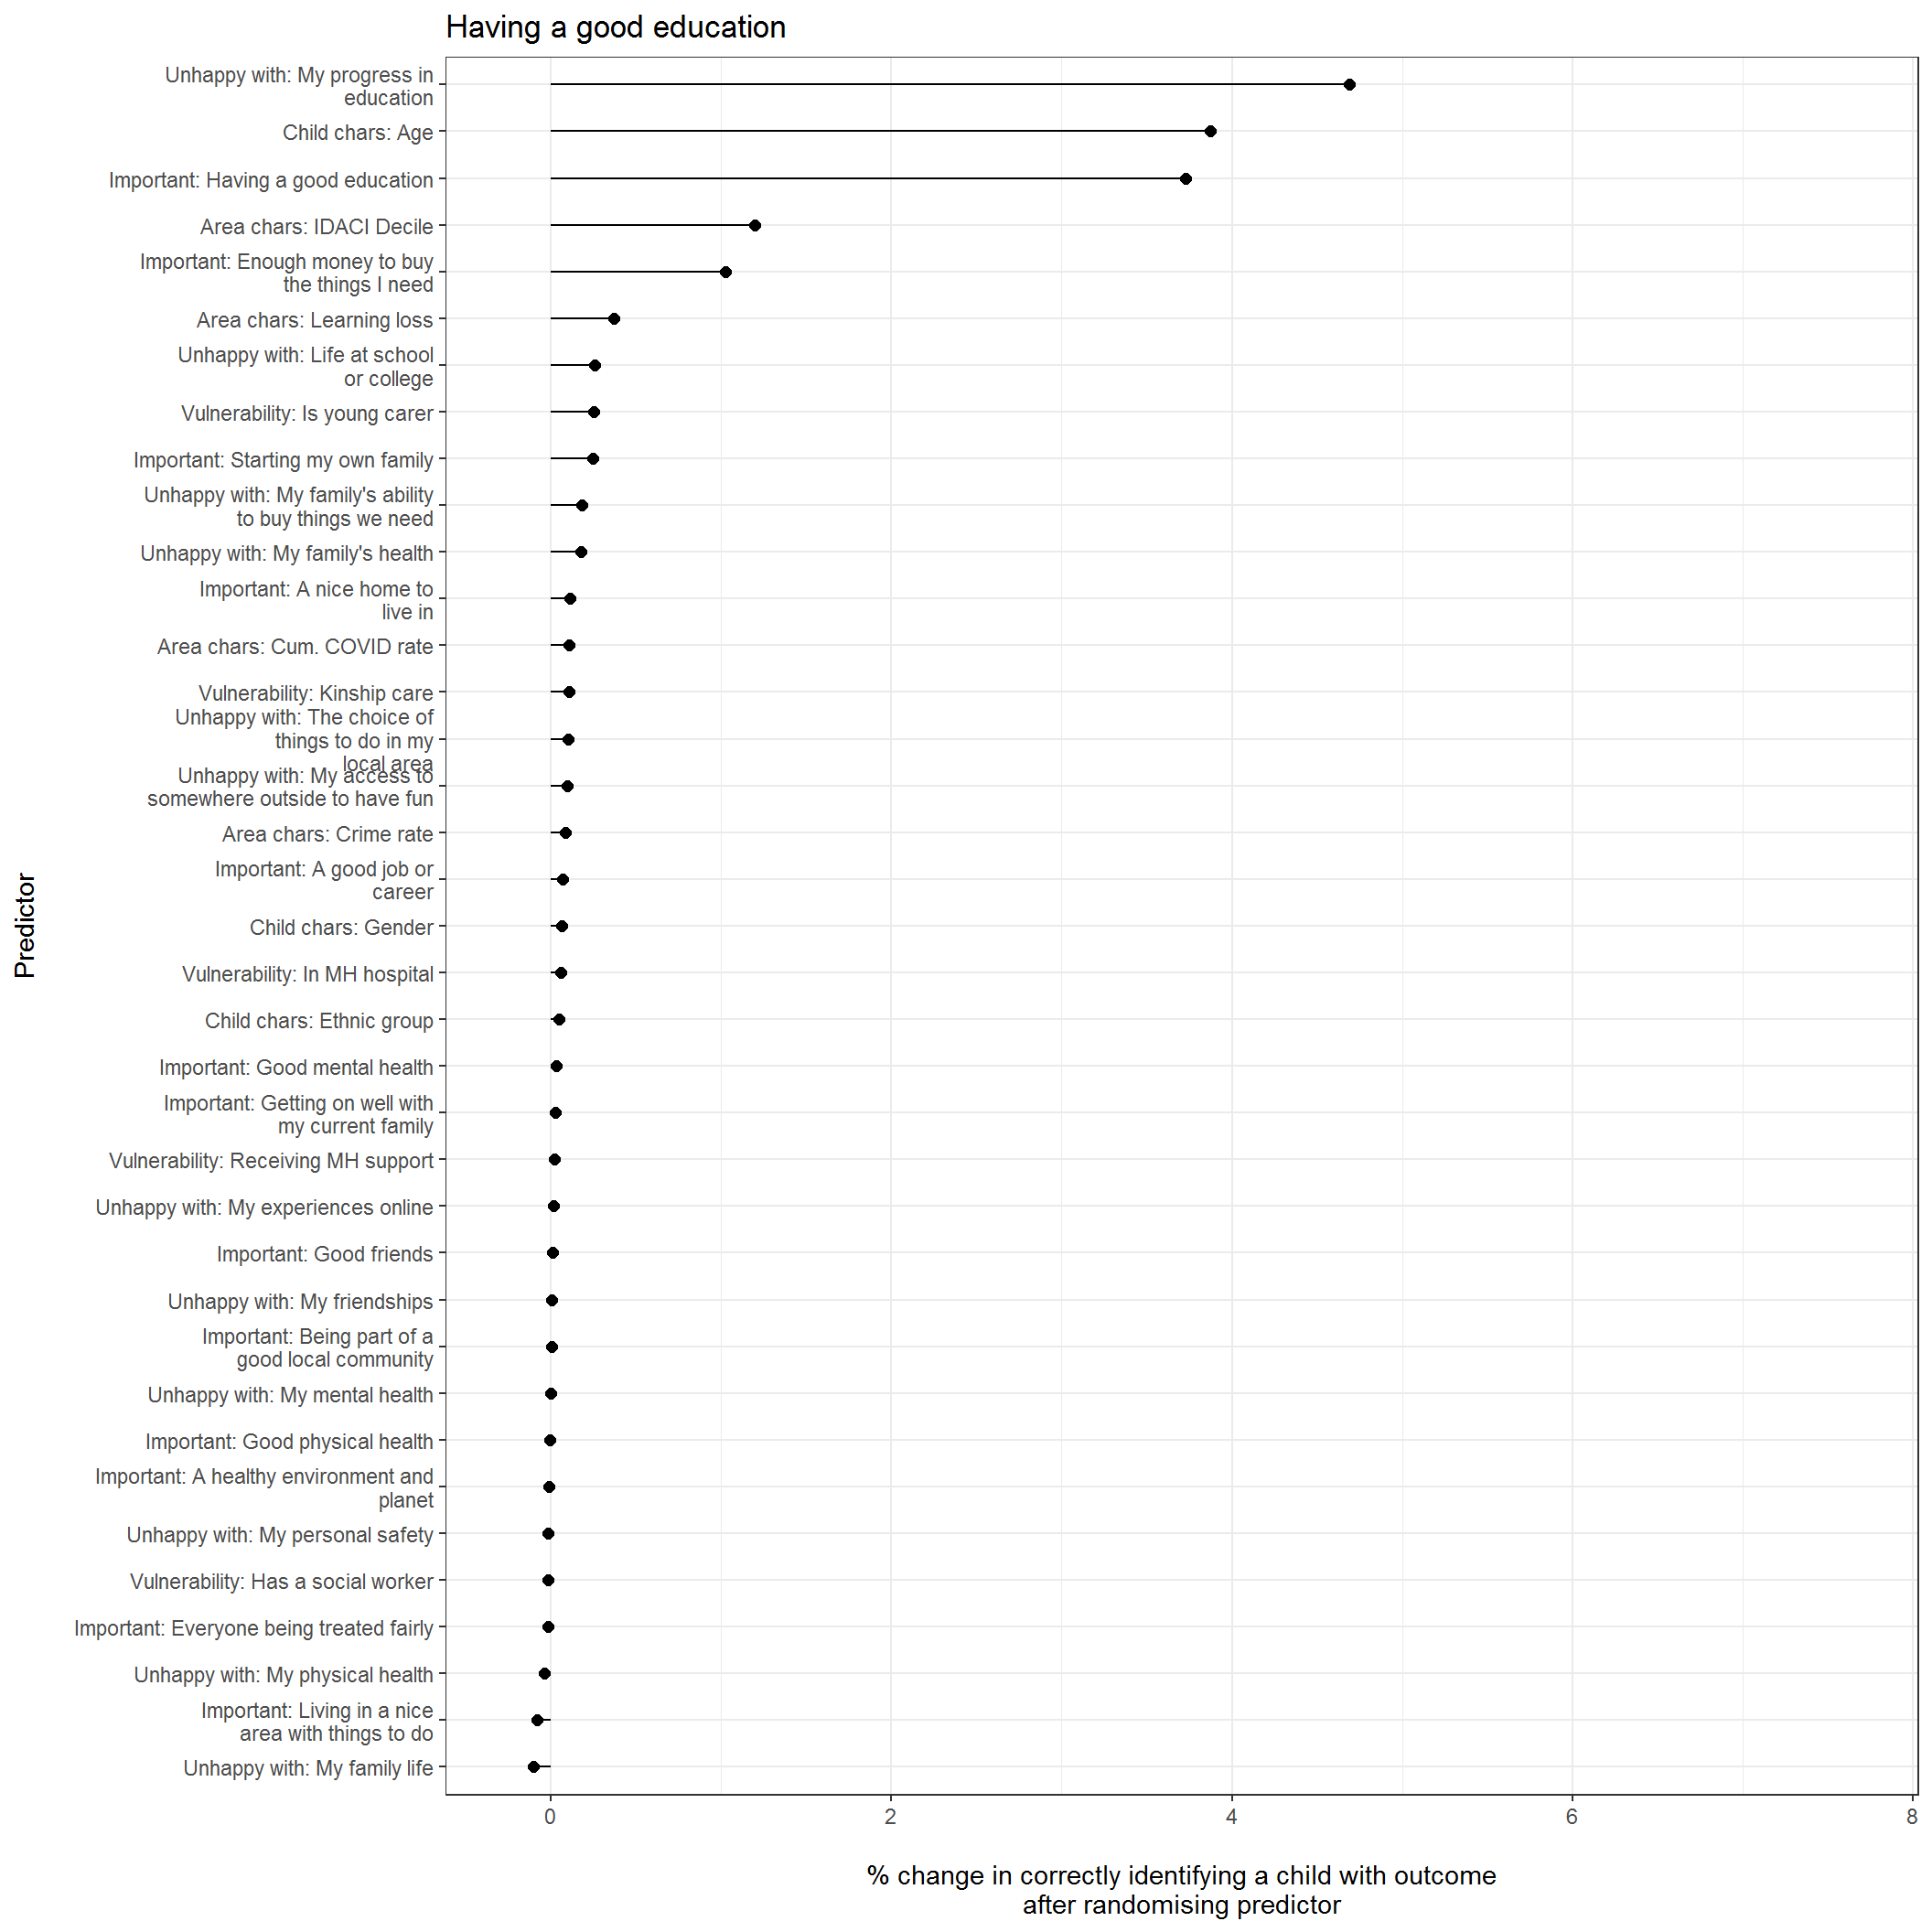 Having a good education
Unhappy with: My progress in
education
Child chars: Age
Important: Having a good education
Area chars: IDACI Decile
Important: Enough money to buy
the things I need
Area chars: Learning loss
Unhappy with: Life at school
or college
Vulnerability: Is young carer
Important: Starting my own family
Unhappy with: My family's ability
to buy things we need
Unhappy with: My family's health
Important: A nice home to
live in
Area chars: Cum. COVID rate
Vulnerability: Kinship care
Unhappy with: The choice of
things to do in my
local area
Unhappy with: My access to
somewhere outside to have fun
Area chars: Crime rate
Important: A good job or
career
Child chars: Gender
Vulnerability: In MH hospital
Child chars: Ethnic group
Important: Good mental health
Important: Getting on well with
my current family
Vulnerability: Receiving MH support
Unhappy with: My experiences online
Important: Good friends
Unhappy with: My friendships
Important: Being part of a
good local community
Unhappy with: My mental health
Important: Good physical health
Important: A healthy environment and
planet
Unhappy with: My personal safety
Vulnerability: Has a social worker
Important: Everyone being treated fairly
Unhappy with: My physical health
Important: Living in a nice
area with things to do
Unhappy with: My family life
Predictor
0 2 4 6 8
% change in correctly identifying a child with outcome
after randomising predictor